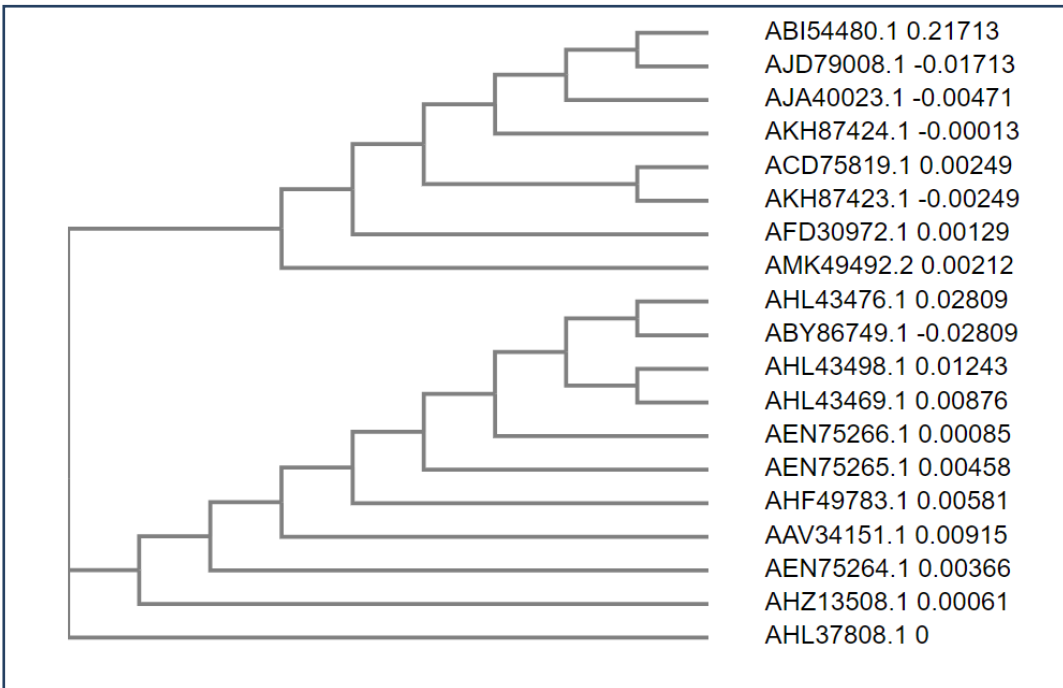 ABI54480.1 0.21713
AJD79008.1 -0.01713
AJA40023.1 -0.00471
AKH87424.1 -0.00013
ACD75819.1 0.00249
AKH87423.1 -0.00249
AFD30972.1 0.00129
AMK49492.2 0.00212
AHL43476.1 0.02809
ABY86749.1 -0.02809
AHL43498.1 0.01243
AHL43469.1 0.00876
AEN75266.1 0.00085
AEN75265.1 0.00458
AHF49783.1 0.00581
AAV34151.1 0.00915
AEN75264.1 0.00366
AHZ13508.1 0.00061
AHL37808.1 0